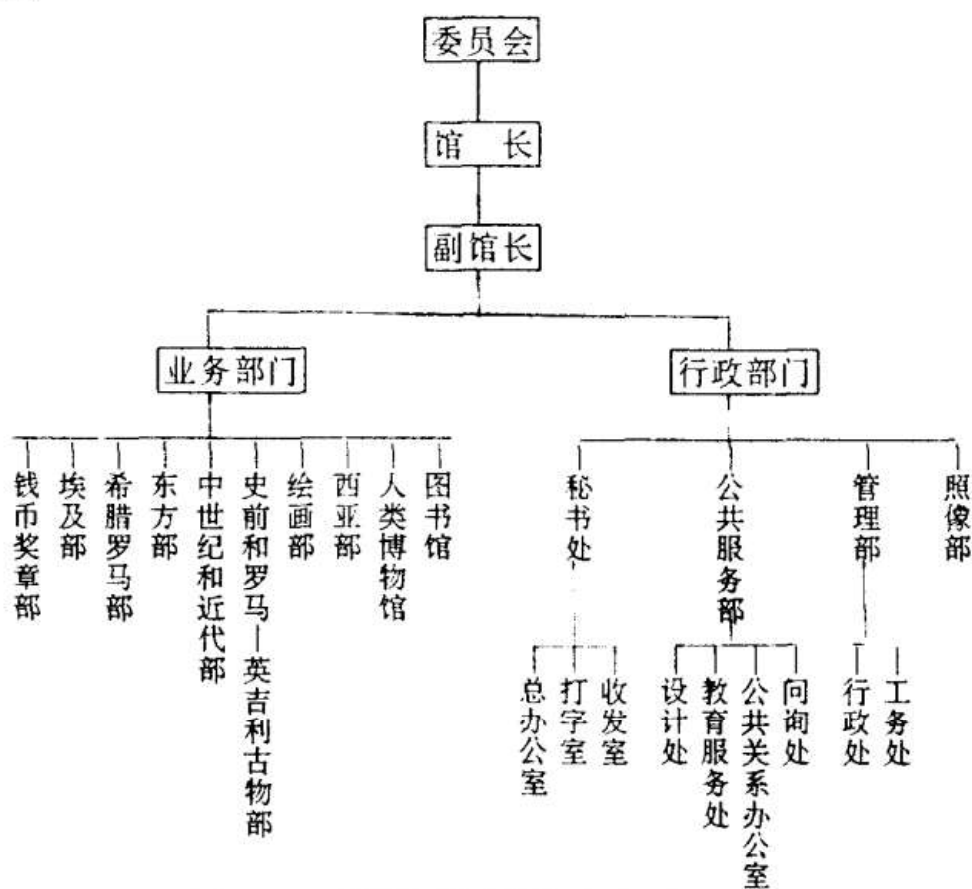 委员会
馆 长
副馆长
业务部门
行政部门
钱币奖章部
埃及部
希腊罗马部
东方部
中世纪和近代部
史前和罗马—英吉利古物部
绘画部
西亚部
人类博物馆
图书馆
秘书处
公共服务部
管理部
照像部
总办公室
打字室
收发室
设计处
教育服务处
公共关系办公室
问询处
行政处
工务处